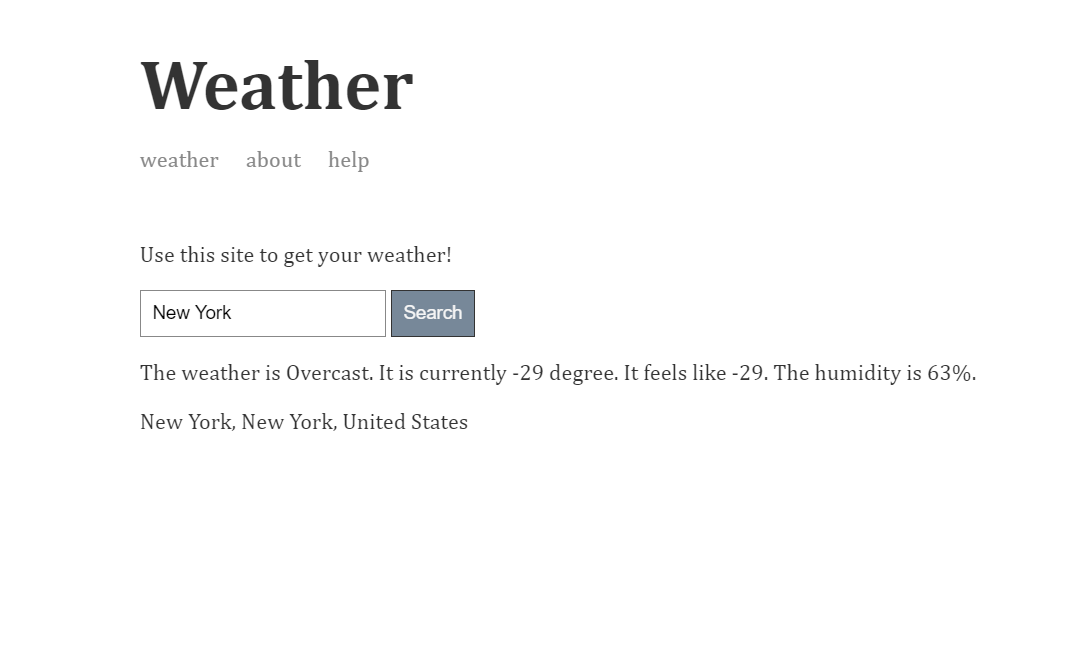 Weather
weather about help
Use this site to get your weather!
New York Search
The weather is Overcast. It is currently -29 degree. It feels like -29. The humidity is 63%.
New York, New York, United States